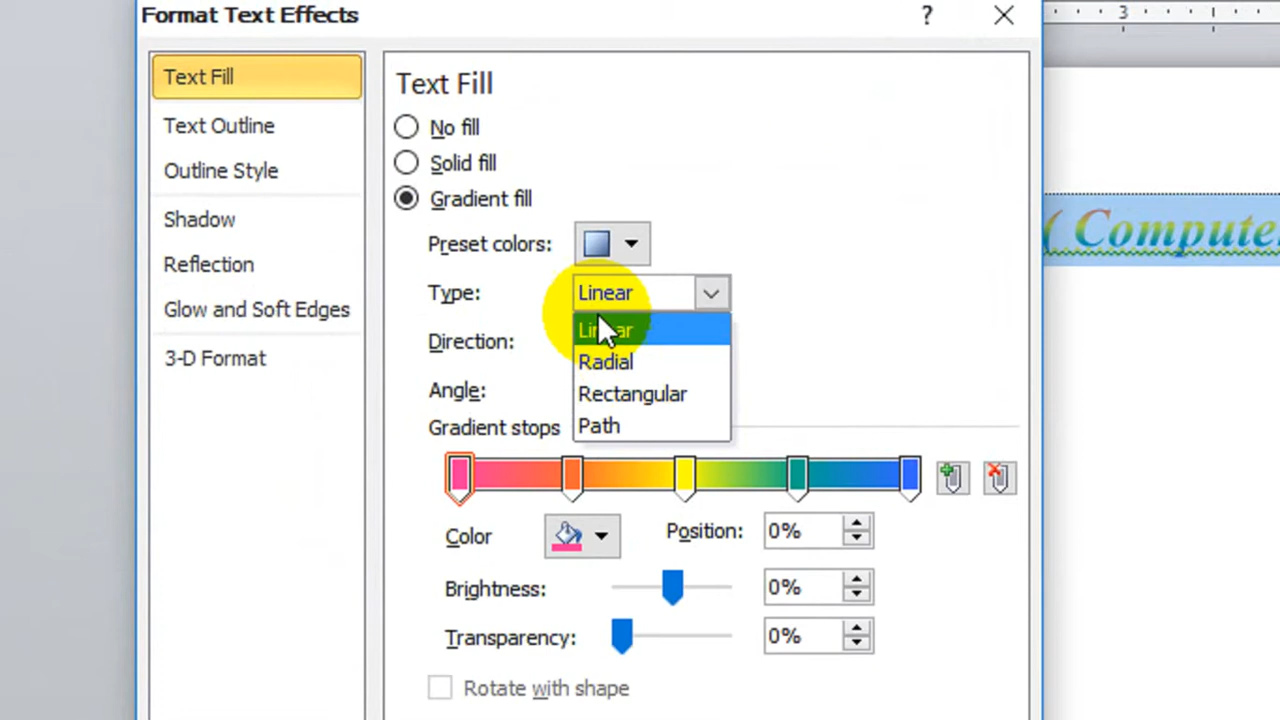 Format Text Effects ?
3
Text Fill
Text Outline
Outline Style
Shadow
Reflection
Glow and Soft Edges
3-D Format
Text Fill
No fill
Solid fill
Gradient fill
Preset colors:
Type: Linear
Linear
Radial
Rectangular
Path
Direction:
Angle:
Gradient stops
Color
Position: 0%
Brightness: 0%
Transparency: 0%
Rotate with shape
(